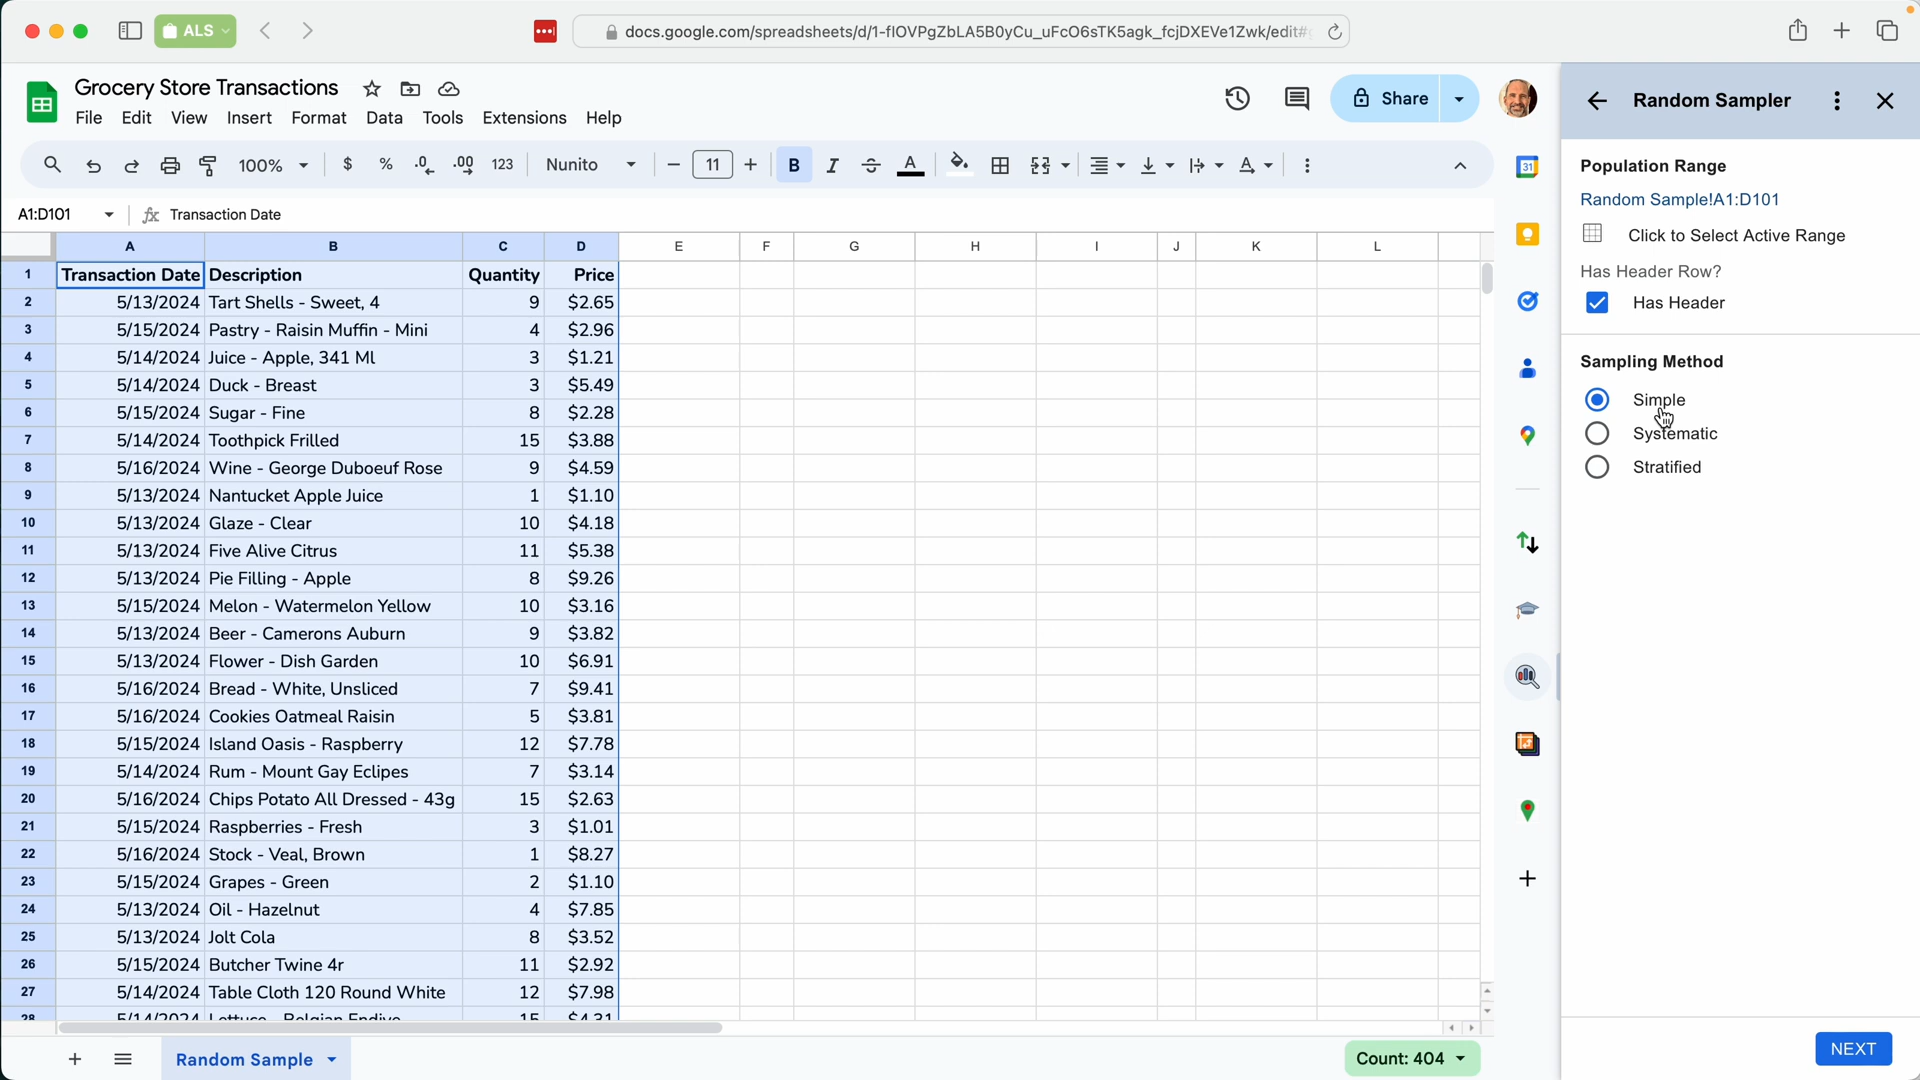 ALS
docs.google.com/spreadsheets/d/1-flOVPgZbLA5B0yCu_uFcO6sTK5agk_fcjDXEVe1Zwk/edit#
Grocery Store Transactions
File Edit View Insert Format Data Tools Extensions Help
Share
100% $ % .0 .00 123 Nunito 11 B I A
A1:D101 fx Transaction Date
A B C D E F G H I J K L
1 Transaction Date Description Quantity Price
2 5/13/2024 Tart Shells - Sweet, 4 9 $2.65
3 5/15/2024 Pastry - Raisin Muffin - Mini 4 $2.96
4 5/14/2024 Juice - Apple, 341 Ml 3 $1.21
5 5/14/2024 Duck - Breast 3 $5.49
6 5/15/2024 Sugar - Fine 8 $2.28
7 5/14/2024 Toothpick Frilled 15 $3.88
8 5/16/2024 Wine - George Duboeuf Rose 9 $4.59
9 5/13/2024 Nantucket Apple Juice 1 $1.10
10 5/13/2024 Glaze - Clear 10 $4.18
11 5/13/2024 Five Alive Citrus 11 $5.38
12 5/13/2024 Pie Filling - Apple 8 $9.26
13 5/15/2024 Melon - Watermelon Yellow 10 $3.16
14 5/13/2024 Beer - Camerons Auburn 9 $3.82
15 5/13/2024 Flower - Dish Garden 10 $6.91
16 5/16/2024 Bread - White, Unsliced 7 $9.41
17 5/16/2024 Cookies Oatmeal Raisin 5 $3.81
18 5/15/2024 Island Oasis - Raspberry 12 $7.78
19 5/14/2024 Rum - Mount Gay Eclipes 7 $3.14
20 5/16/2024 Chips Potato All Dressed - 43g 15 $2.63
21 5/15/2024 Raspberries - Fresh 3 $1.01
22 5/16/2024 Stock - Veal, Brown 1 $8.27
23 5/15/2024 Grapes - Green 2 $1.10
24 5/13/2024 Oil - Hazelnut 4 $7.85
25 5/13/2024 Jolt Cola 8 $3.52
26 5/15/2024 Butcher Twine 4r 11 $2.92
27 5/14/2024 Table Cloth 120 Round White 12 $7.98
28 5/14/2024 Lettuce - Belgian Endive 15 $4.31
Random Sample
Count: 404
31
Random Sampler
Population Range
Random Sample!A1:D101
Click to Select Active Range
Has Header Row?
Has Header
Sampling Method
Simple
Systematic
Stratified
NEXT